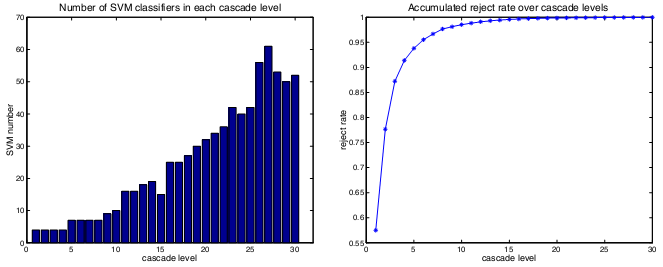 Number of SVM classifiers in each cascade level
70
60
50
40
30
20
10
0
SVM number
0 5 10 15 20 25 30
cascade level
Accumulated reject rate over cascade levels
1
0.95
0.9
0.85
0.8
0.75
0.7
0.65
0.6
0.55
reject rate
0 5 10 15 20 25 30
cascade level